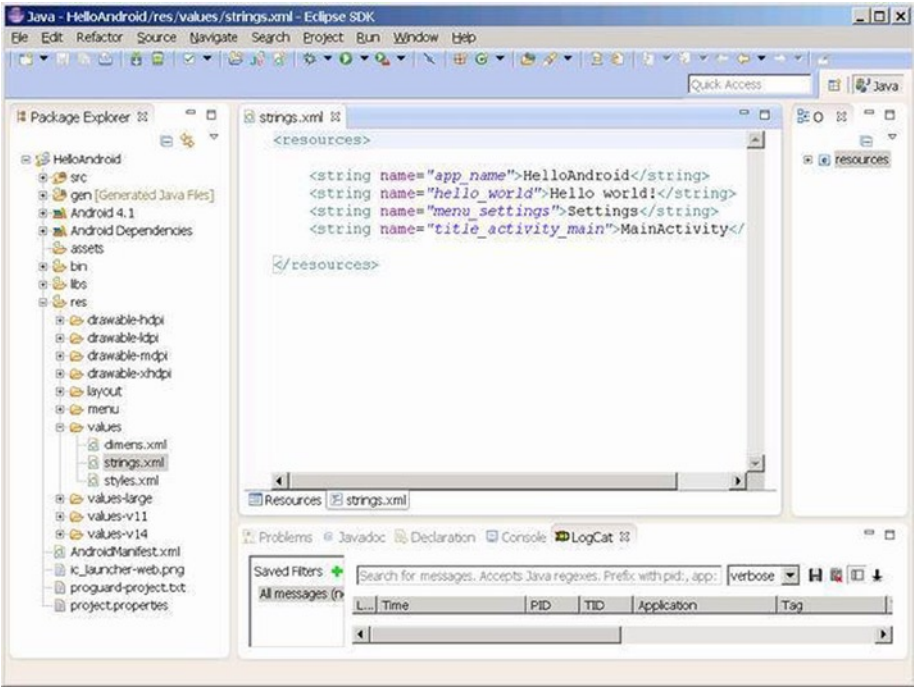 Java - HelloAndroid/res/values/strings.xml - Eclipse SDK
File Edit Refactor Source Navigate Search Project Run Window Help
Quick Access
Java
Package Explorer
HelloAndroid
src
gen [Generated Java Files]
Android 4.1
Android Dependencies
assets
bin
libs
res
drawable-hdpi
drawable-ldpi
drawable-mdpi
drawable-xhdpi
layout
menu
values
dimens.xml
strings.xml
styles.xml
values-large
values-v11
values-v14
AndroidManifest.xml
ic_launcher-web.png
proguard-project.txt
project.properties
strings.xml
<resources>
<string name="app_name">HelloAndroid</string>
<string name="hello_world">Hello world!</string>
<string name="menu_settings">Settings</string>
<string name="title_activity_main">MainActivity</
</resources>
Resources strings.xml
O
resources
Problems Javadoc Declaration Console LogCat
Saved Filters
All messages (n
Search for messages. Accepts Java regexes. Prefix with pid:, app:
verbose
L... Time PID TID Application Tag